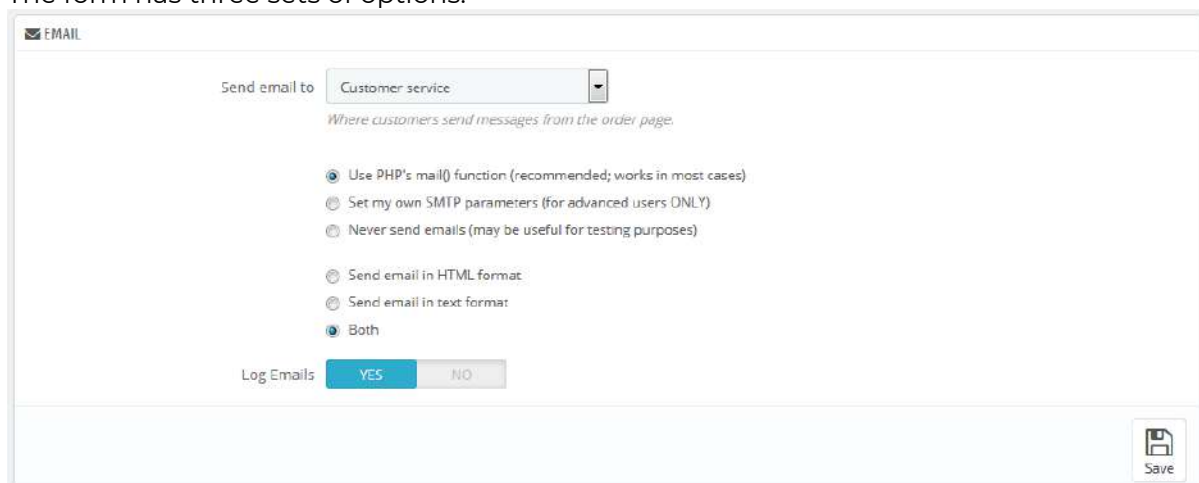 The form has three sets of options.
EMAIL
Send email to Customer service
Where customers send messages from the order page.
Use PHP's mail() function (recommended; works in most cases)
Set my own SMTP parameters (for advanced users ONLY)
Never send emails (may be useful for testing purposes)
Send email in HTML format
Send email in text format
Both
Log Emails YES NO
Save